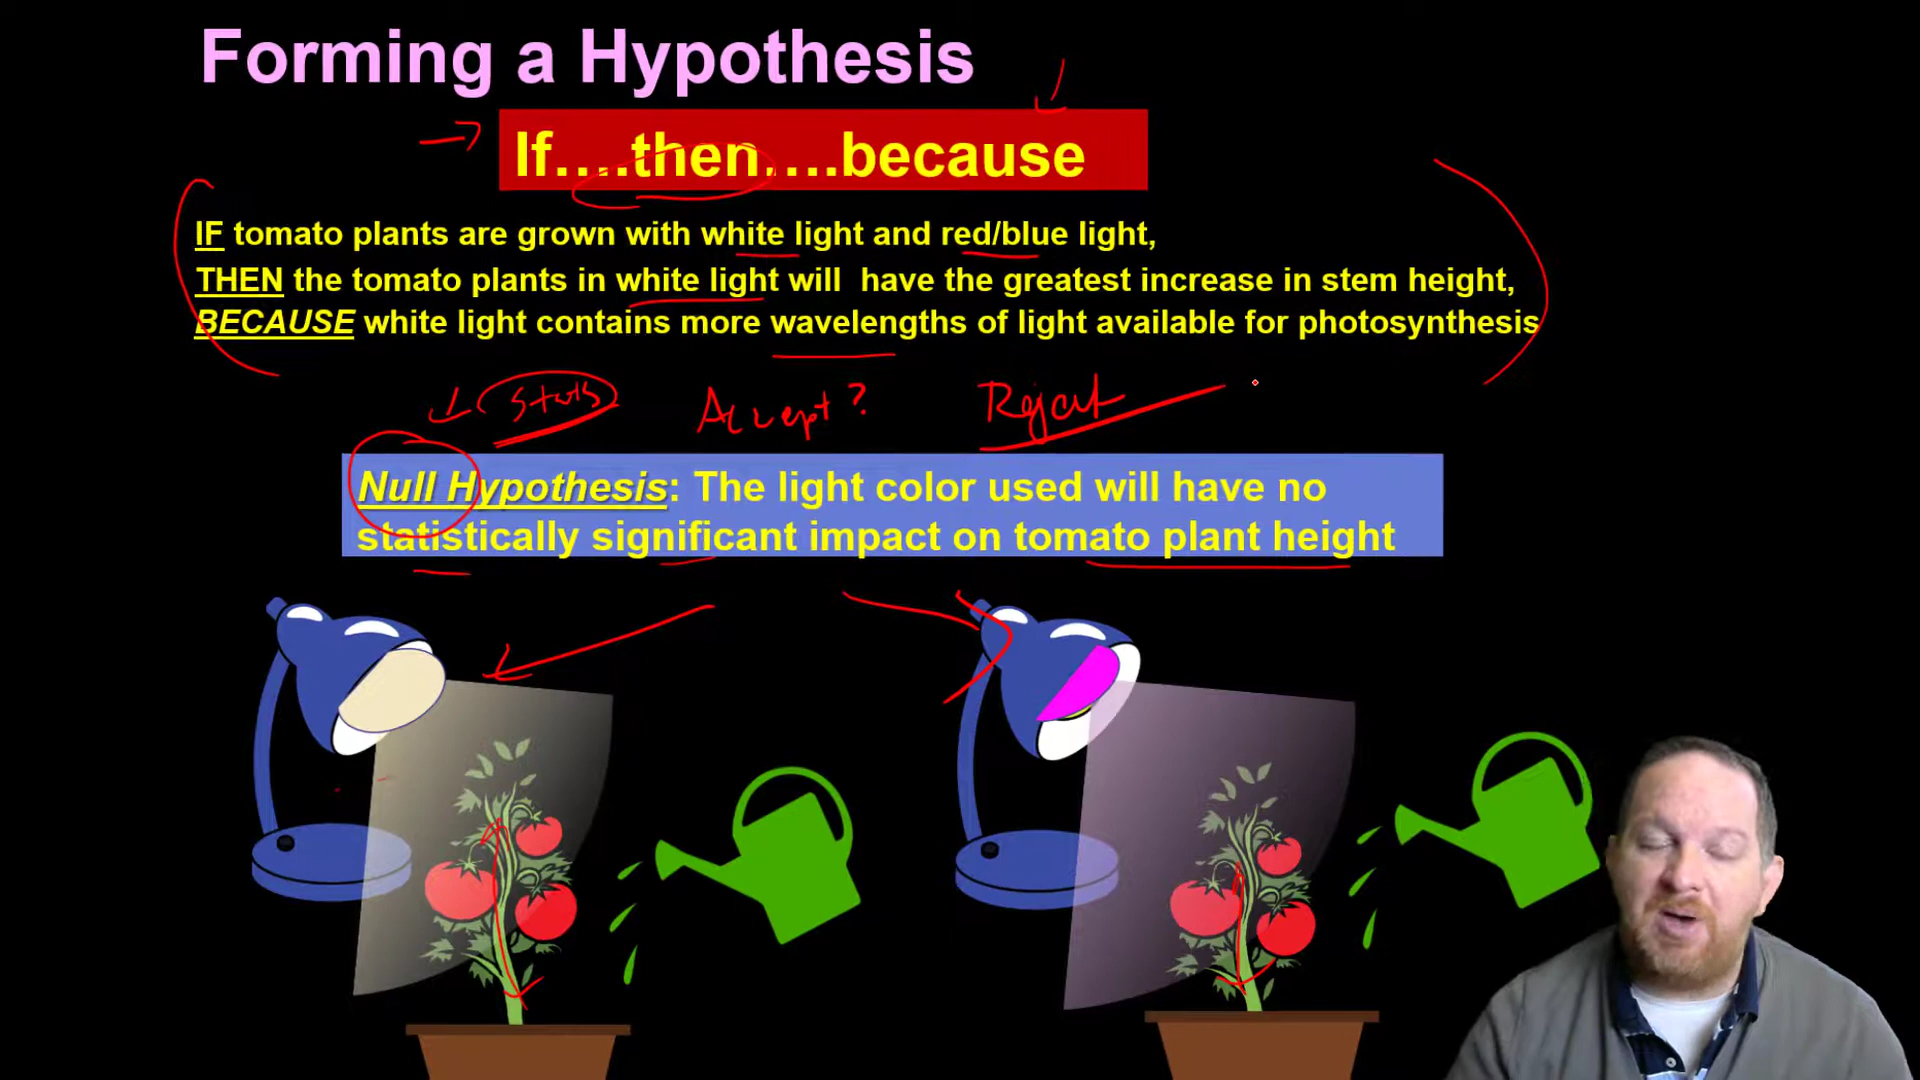 Forming a Hypothesis
If....then....because
IF tomato plants are grown with white light and red/blue light,
THEN the tomato plants in white light will have the greatest increase in stem height,
BECAUSE white light contains more wavelengths of light available for photosynthesis
Stats Accept? Reject
Null Hypothesis: The light color used will have no
statistically significant impact on tomato plant height